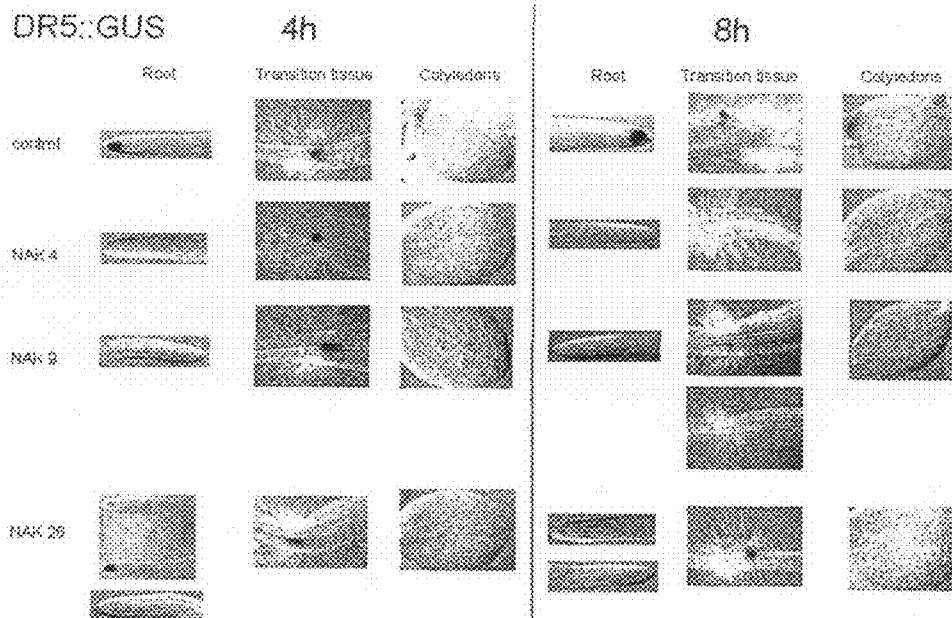 DR5::GUS 4h 8h
Root Transition tissue Cotyledons Root Transition tissue Cotyledons
control
NAK 4
NAK 9
NAK 26